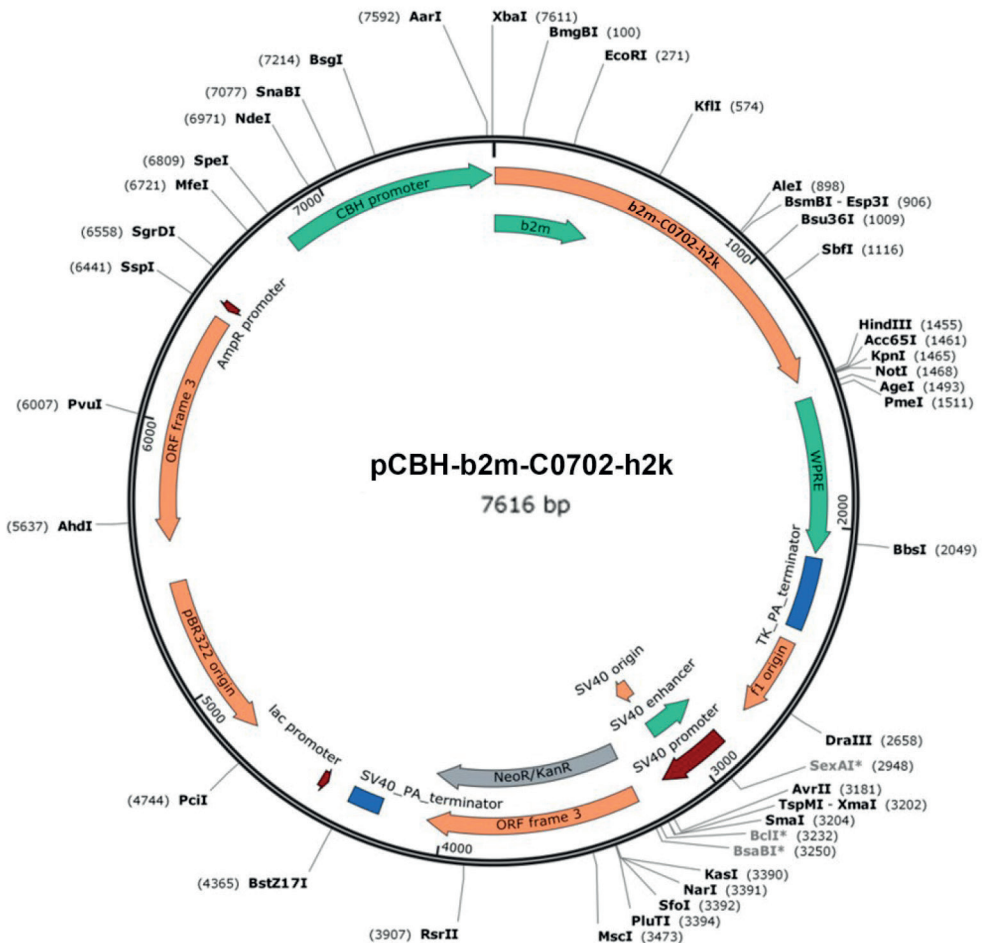 (7592) AarI
XbaI (7611)
BmgBI (100)
EcoRI (271)
KflI (574)
AleI (898)
BsmBI - Esp3I (906)
Bsu36I (1009)
SbfI (1116)
HindIII (1455)
Acc65I (1461)
KpnI (1465)
NotI (1468)
AgeI (1493)
PmeI (1511)
BbsI (2049)
DraIII (2658)
SexAI* (2948)
AvrII (3181)
TspMI - XmaI (3202)
SmaI (3204)
BclI* (3232)
BsaBI* (3250)
KasI (3390)
NarI (3391)
SfoI (3392)
PluTI (3394)
MscI (3473)
(3907) RsrII
(4365) BstZ17I
(4744) PciI
(5637) AhdI
(6007) PvuI
(6441) SspI
(6558) SgrDI
(6721) MfeI
(6809) SpeI
(6971) NdeI
(7077) SnaBI
(7214) BsgI
CBH promoter
b2m-C0702-h2k
b2m
WPRE
TK_PA_terminator
f1 origin
SV40 origin
SV40 enhancer
SV40 promoter
NeoR/KanR
ORF frame 3
SV40_PA_terminator
lac promoter
pBR322 origin
ORF frame 3
AmpR promoter
1000
2000
3000
4000
5000
6000
7000
pCBH-b2m-C0702-h2k
7616 bp